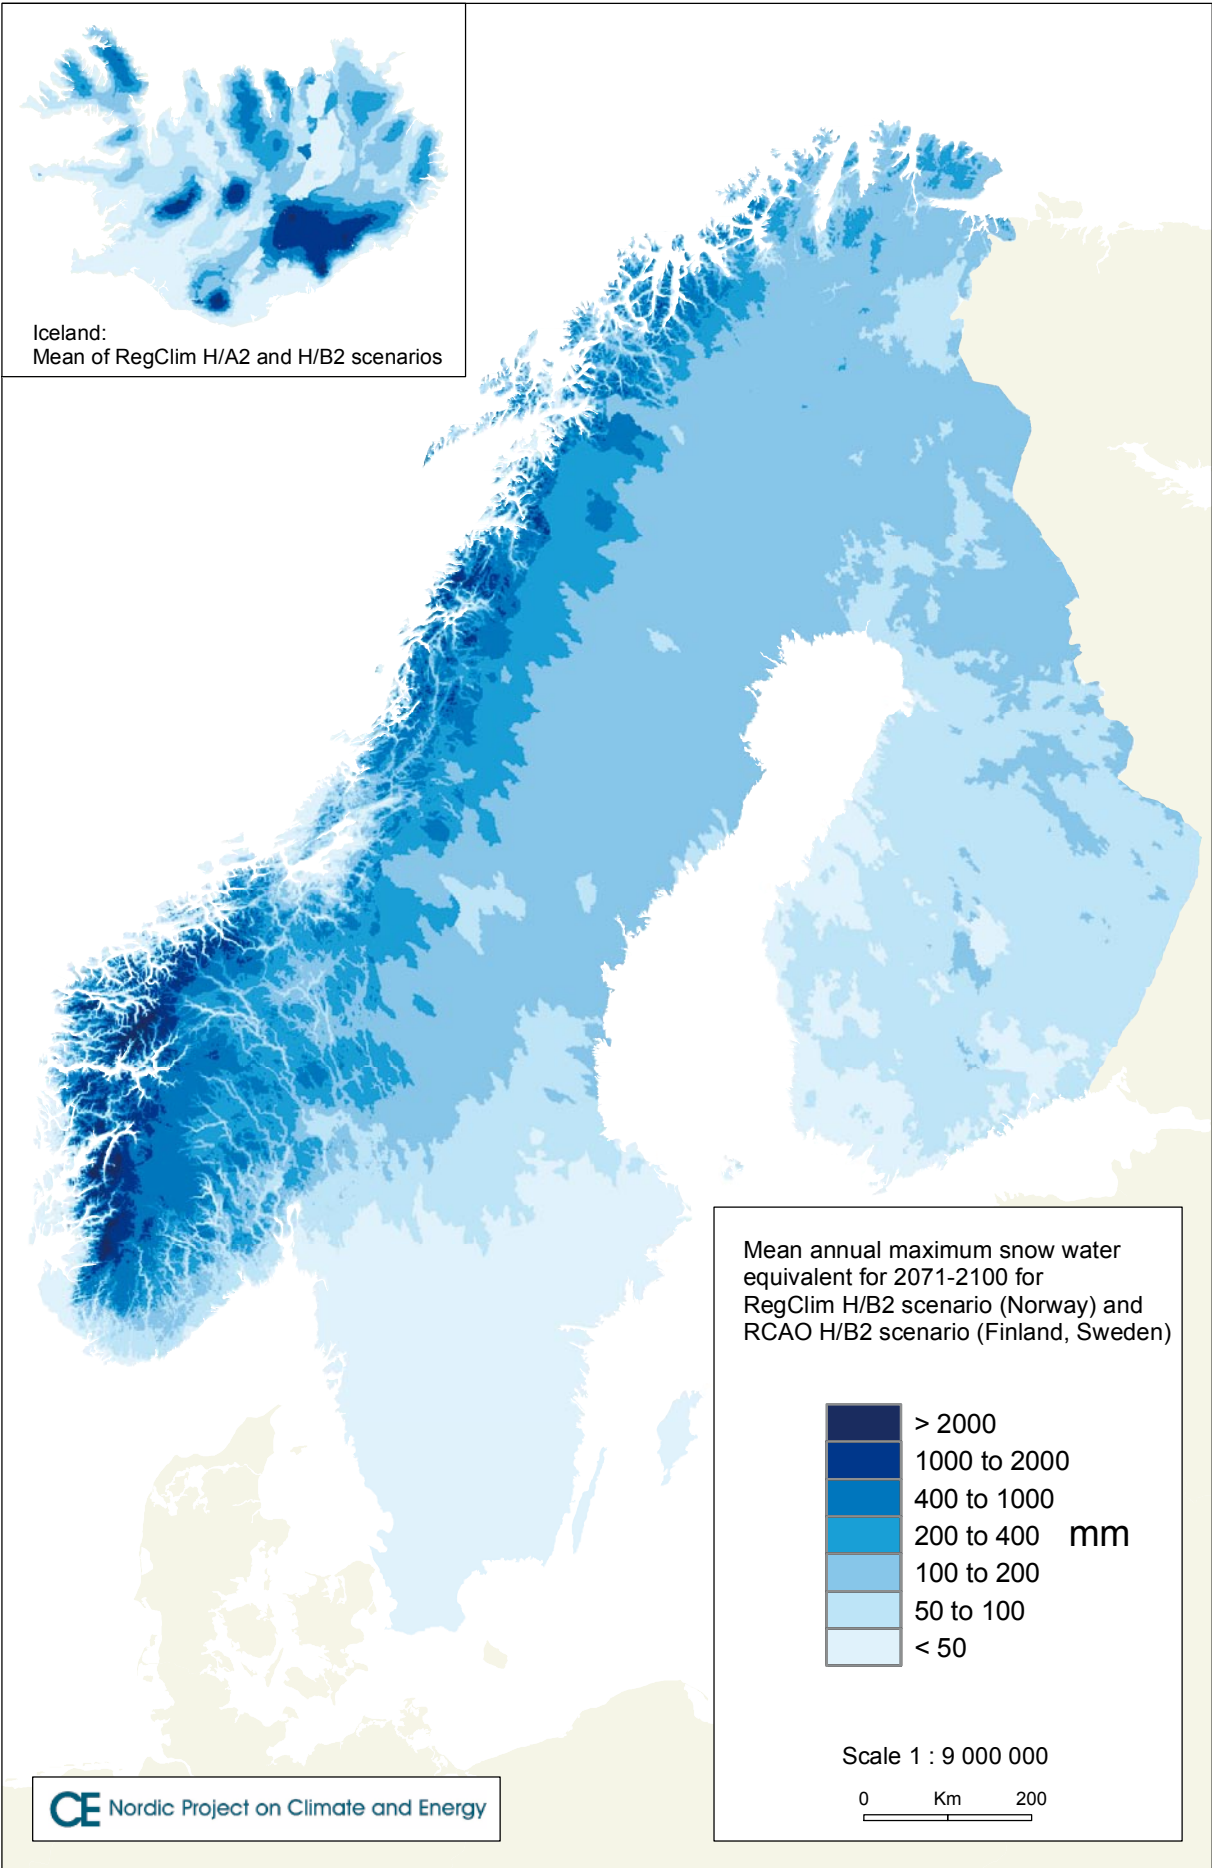 Iceland:
Mean of RegClim H/A2 and H/B2 scenarios
Mean annual maximum snow water
equivalent for 2071-2100 for
RegClim H/B2 scenario (Norway) and
RCAO H/B2 scenario (Finland, Sweden)
> 2000
1000 to 2000
400 to 1000
200 to 400 mm
100 to 200
50 to 100
< 50
Scale 1 : 9 000 000
0 Km 200
CE Nordic Project on Climate and Energy